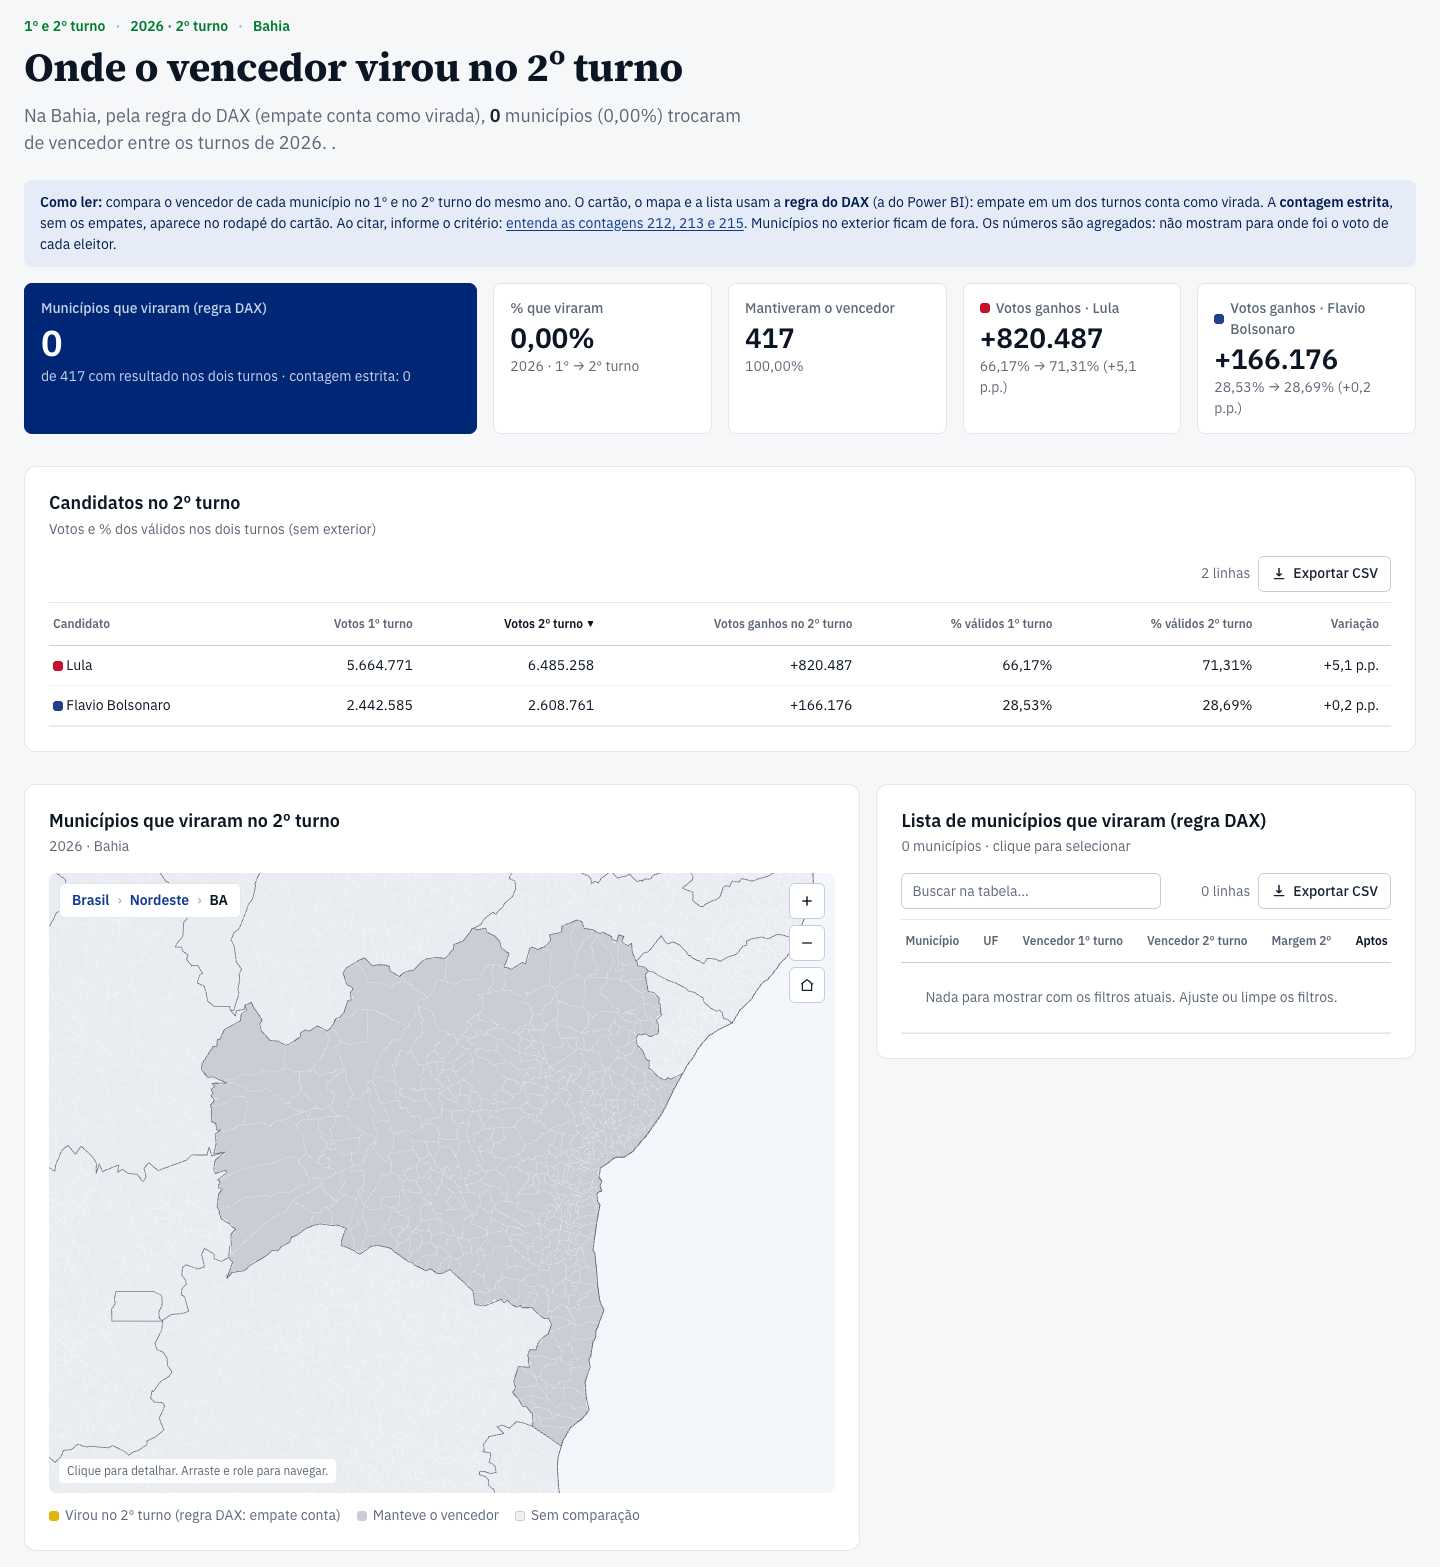 1º e 2º turno · 2026 · 2º turno · Bahia
Onde o vencedor virou no 2º turno
Na Bahia, pela regra do DAX (empate conta como virada), 0 municípios (0,00%) trocaram
de vencedor entre os turnos de 2026. .
Como ler: compara o vencedor de cada município no 1º e no 2º turno do mesmo ano. O cartão, o mapa e a lista usam a regra do DAX (a do Power BI): empate em um dos turnos conta como virada. A contagem estrita,
sem os empates, aparece no rodapé do cartão. Ao citar, informe o critério: entenda as contagens 212, 213 e 215. Municípios no exterior ficam de fora. Os números são agregados: não mostram para onde foi o voto de
cada eleitor.
Municípios que viraram (regra DAX)
0
de 417 com resultado nos dois turnos · contagem estrita: 0
% que viraram
0,00%
2026 · 1º → 2º turno
Mantiveram o vencedor
417
100,00%
Votos ganhos · Lula
+820.487
66,17% → 71,31% (+5,1
p.p.)
Votos ganhos · Flavio
Bolsonaro
+166.176
28,53% → 28,69% (+0,2
p.p.)
Candidatos no 2º turno
Votos e % dos válidos nos dois turnos (sem exterior)
2 linhas Exportar CSV
Candidato Votos 1º turno Votos 2º turno ▼ Votos ganhos no 2º turno % válidos 1º turno % válidos 2º turno Variação
Lula 5.664.771 6.485.258 +820.487 66,17% 71,31% +5,1 p.p.
Flavio Bolsonaro 2.442.585 2.608.761 +166.176 28,53% 28,69% +0,2 p.p.
Municípios que viraram no 2º turno
2026 · Bahia
Brasil › Nordeste › BA
+
−
Clique para detalhar. Arraste e role para navegar.
Virou no 2º turno (regra DAX: empate conta) Manteve o vencedor Sem comparação
Lista de municípios que viraram (regra DAX)
0 municípios · clique para selecionar
Buscar na tabela... 0 linhas Exportar CSV
Município UF Vencedor 1º turno Vencedor 2º turno Margem 2º Aptos
Nada para mostrar com os filtros atuais. Ajuste ou limpe os filtros.